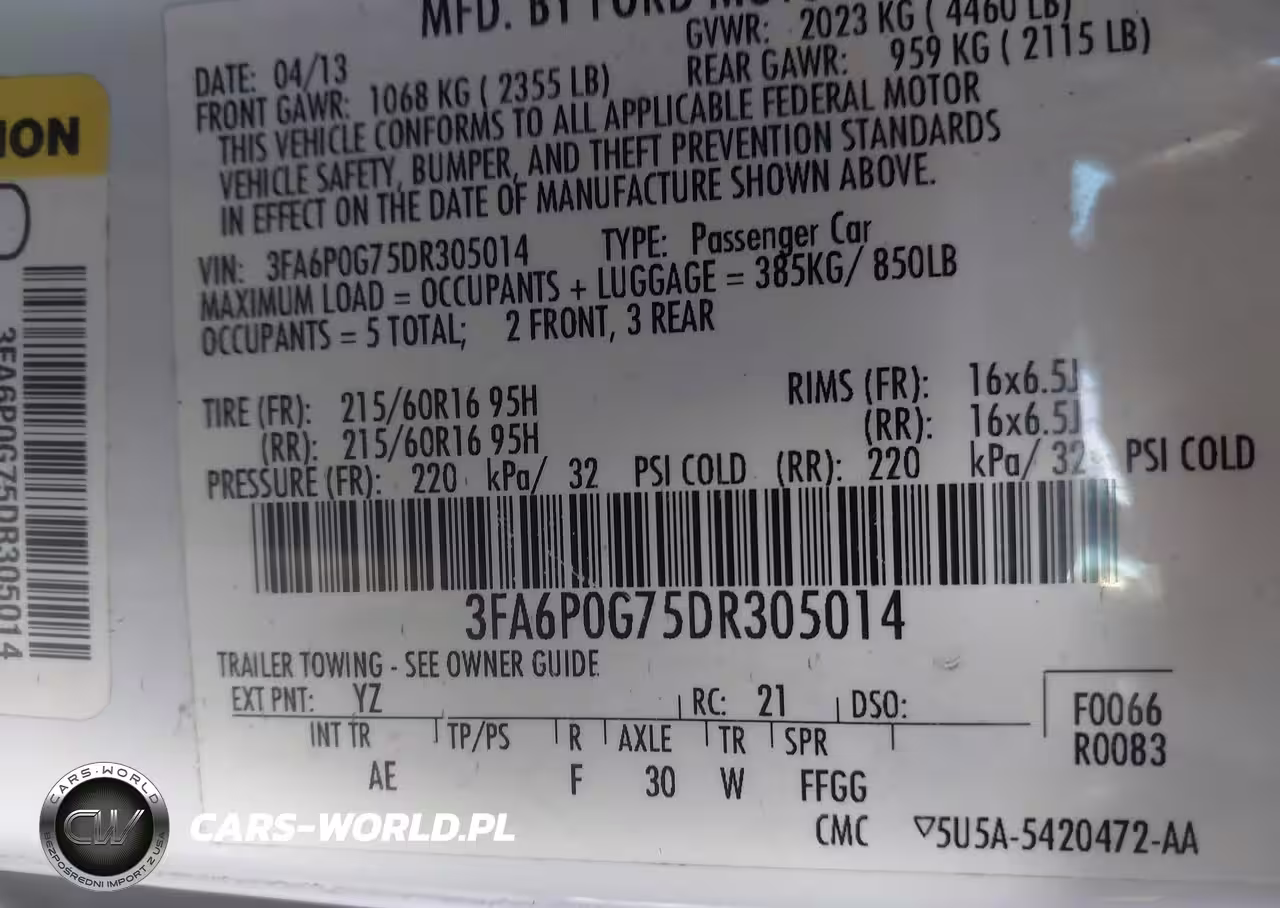 MFD. BY FORD MOTOR
GVWR: 2023 KG ( 4460 LB)
DATE: 04/13
FRONT GAWR: 1068 KG ( 2355 LB) REAR GAWR: 959 KG ( 2115 LB)
THIS VEHICLE CONFORMS TO ALL APPLICABLE FEDERAL MOTOR
VEHICLE SAFETY, BUMPER, AND THEFT PREVENTION STANDARDS
IN EFFECT ON THE DATE OF MANUFACTURE SHOWN ABOVE.
VIN: 3FA6P0G75DR305014 TYPE: Passenger Car
MAXIMUM LOAD = OCCUPANTS + LUGGAGE = 385KG/ 850LB
OCCUPANTS = 5 TOTAL; 2 FRONT, 3 REAR
TIRE (FR): 215/60R16 95H RIMS (FR): 16x6.5J
(RR): 215/60R16 95H (RR): 16x6.5J
PRESSURE (FR): 220 kPa/ 32 PSI COLD (RR): 220 kPa/ 32 PSI COLD
3FA6P0G75DR305014
TRAILER TOWING - SEE OWNER GUIDE
EXT PNT: YZ RC: 21 DSO:
INT TR TP/PS R AXLE TR SPR
AE F 30 W FFGG
F0066
R0083
CMC ▽5U5A-5420472-AA
ION
3FA6P0G75DR305014
CARS-WORLD
CW
BEZPOŚREDNI IMPORT Z USA
CARS-WORLD.PL